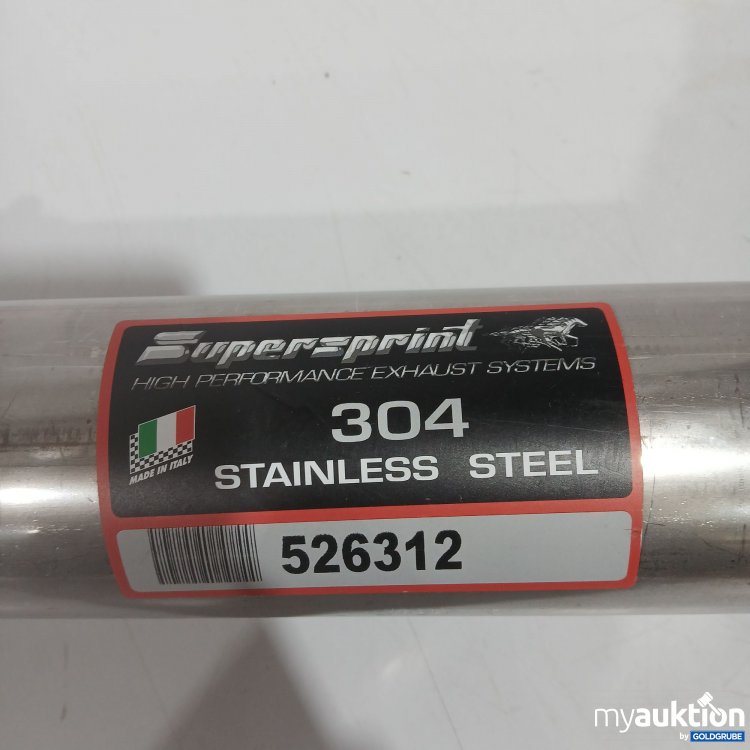 Supersprint
HIGH PERFORMANCE EXHAUST SYSTEMS
304
STAINLESS STEEL
MADE IN ITALY
526312
myauktion
by GOLDGRUBE